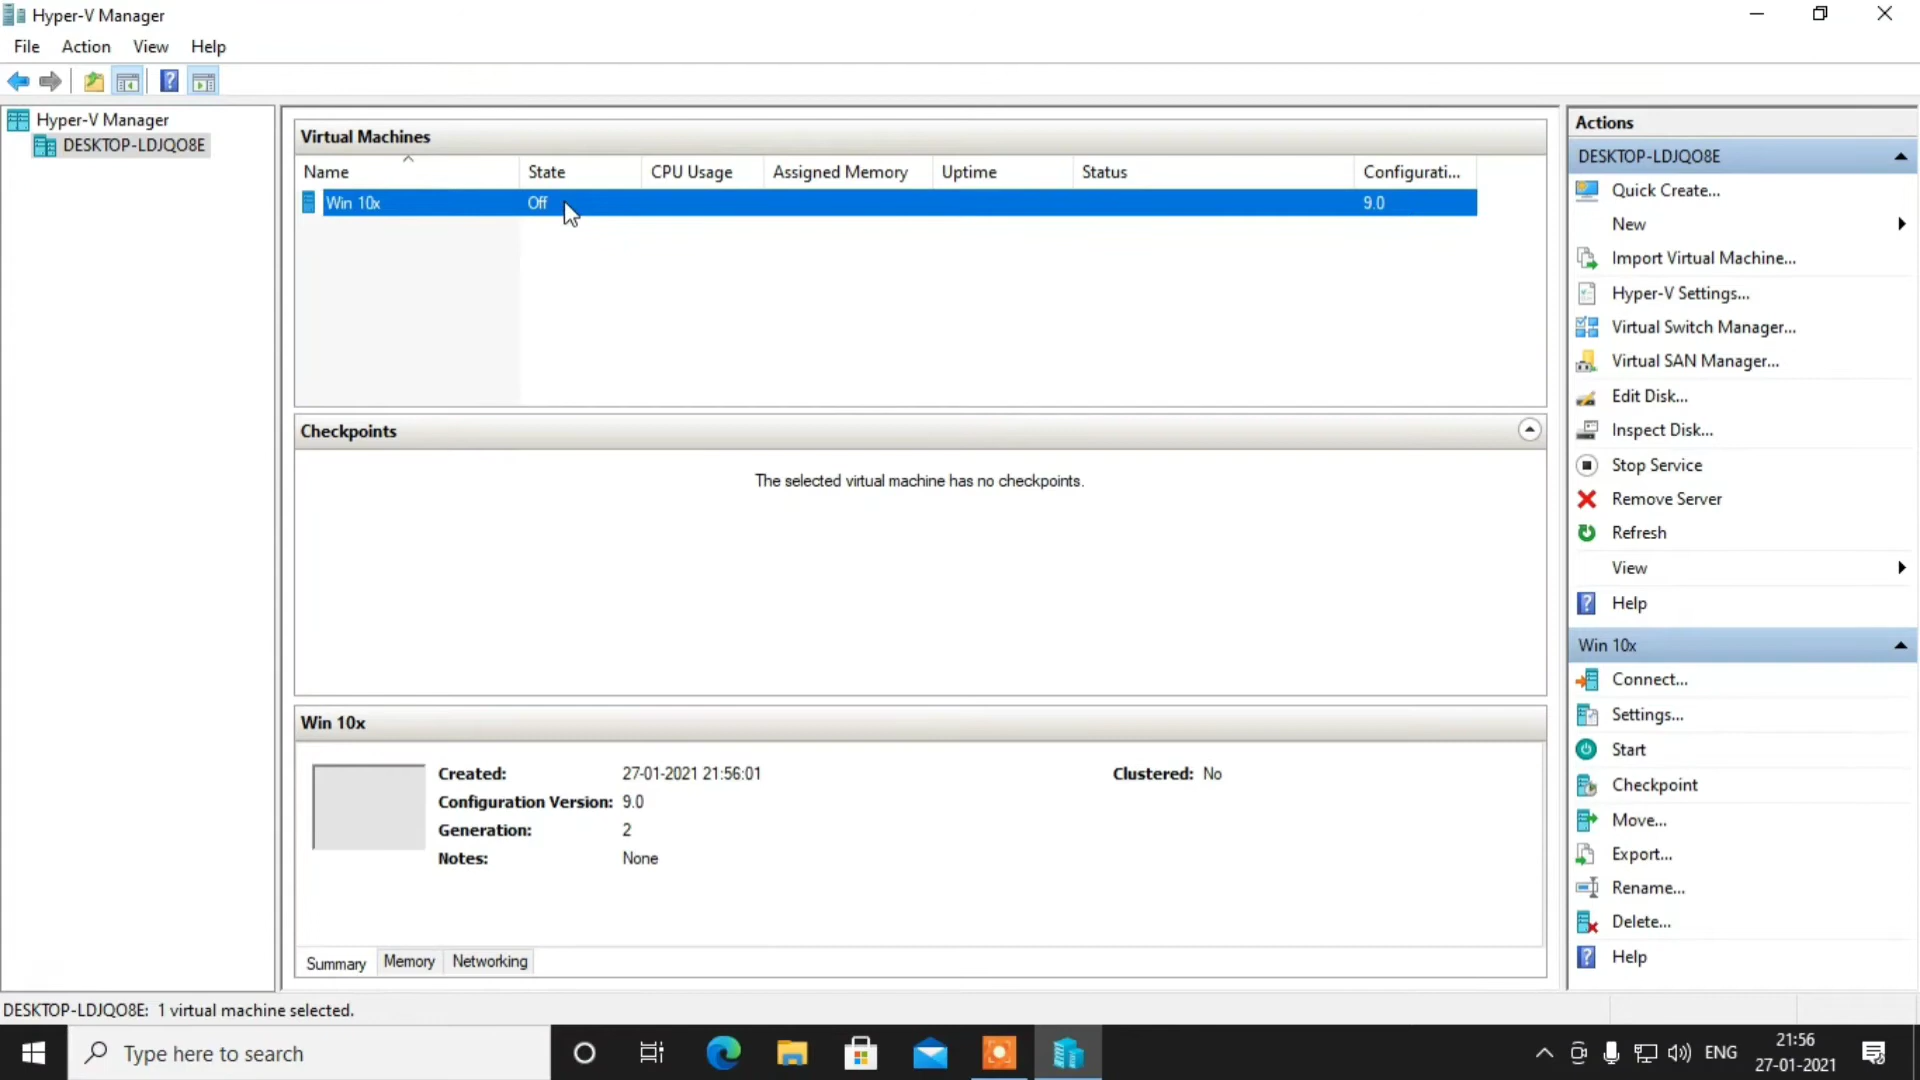 Hyper-V Manager
File Action View Help
Hyper-V Manager
DESKTOP-LDJQO8E
Virtual Machines
Name State CPU Usage Assigned Memory Uptime Status Configurati...
Win 10x Off 9.0
Checkpoints
The selected virtual machine has no checkpoints.
Win 10x
Created: 27-01-2021 21:56:01 Clustered: No
Configuration Version: 9.0
Generation: 2
Notes: None
Summary Memory Networking
Actions
DESKTOP-LDJQO8E
Quick Create...
New
Import Virtual Machine...
Hyper-V Settings...
Virtual Switch Manager...
Virtual SAN Manager...
Edit Disk...
Inspect Disk...
Stop Service
Remove Server
Refresh
View
Help
Win 10x
Connect...
Settings...
Start
Checkpoint
Move...
Export...
Rename...
Delete...
Help
DESKTOP-LDJQO8E: 1 virtual machine selected.
Type here to search
ENG
21:56
27-01-2021